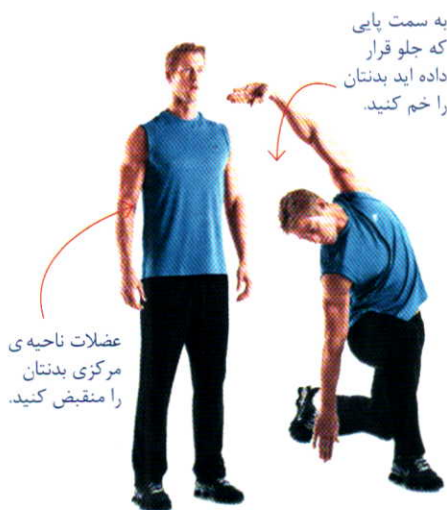 به سمت پایی
که جلو قرار
داده اید بدنتان
را خم کنید.
عضلات ناحیه ی
مرکزی بدنتان
را منقبض کنید.